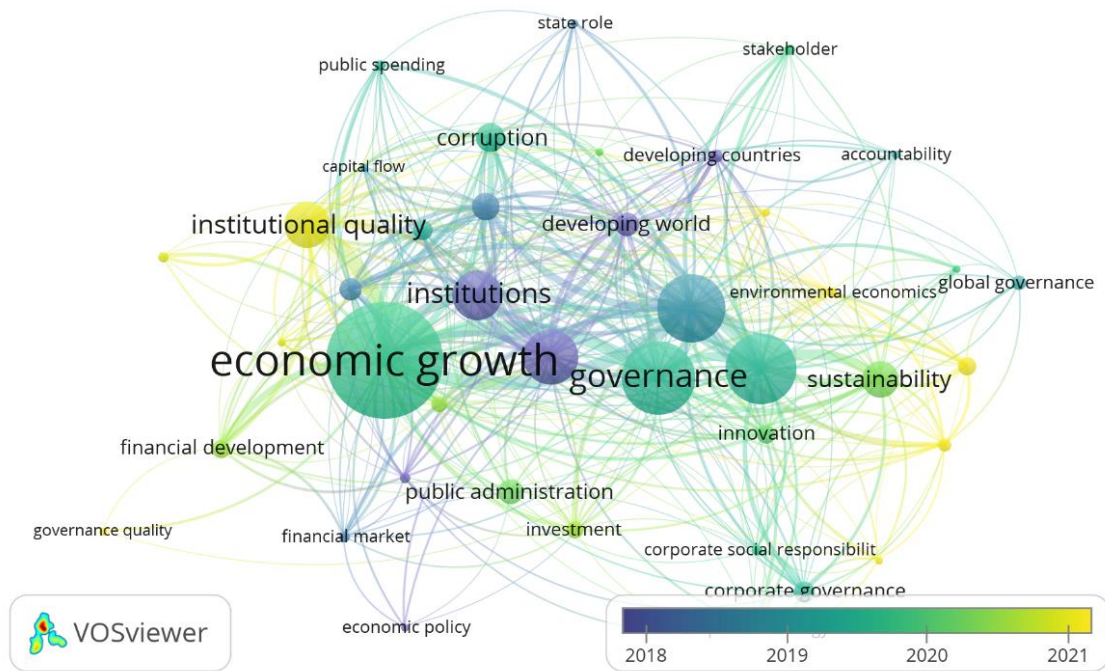 state role
stakeholder
public spending
corruption
developing countries
accountability
capital flow
institutional quality
developing world
environmental economics
global governance
institutions
economic growth
governance
sustainability
innovation
financial development
public administration
governance quality
financial market
investment
corporate social responsibilit
corporate governance
economic policy
VOSviewer
2018
2019
2020
2021